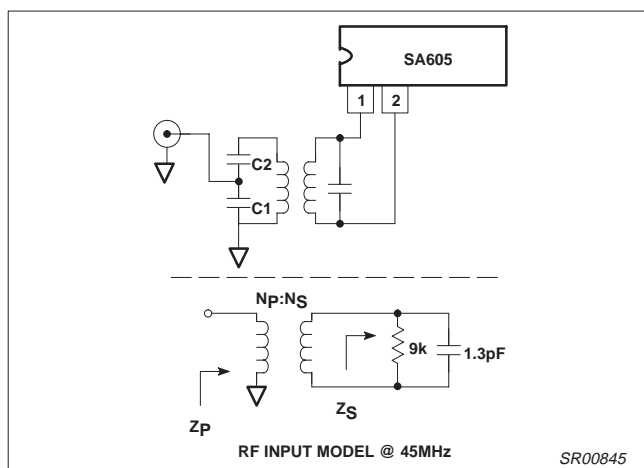 SA605
1 2
C2
C1
NP:NS
9k
1.3pF
ZS
ZP
RF INPUT MODEL @ 45MHz
SR00845